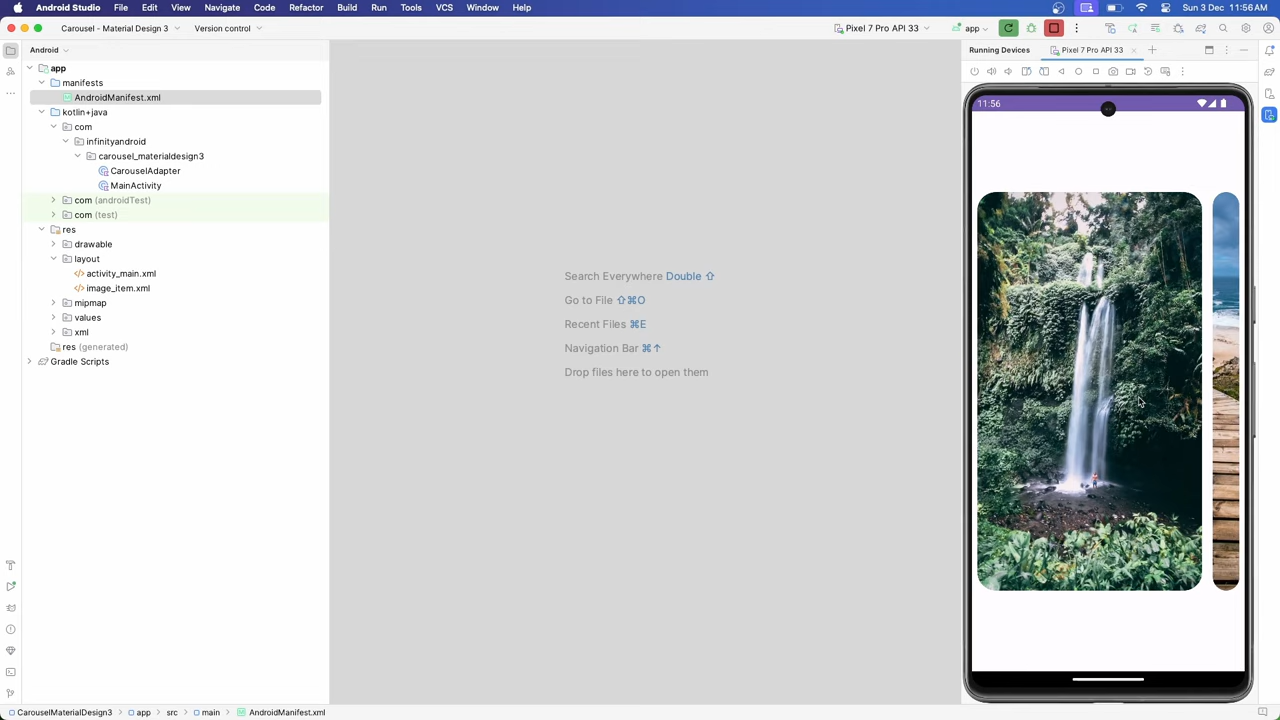 Android Studio File Edit View Navigate Code Refactor Build Run Tools VCS Window Help Sun 3 Dec 11:56 AM
Carousel - Material Design 3 Version control Pixel 7 Pro API 33 app
Android Running Devices Pixel 7 Pro API 33
app
manifests
AndroidManifest.xml
11:56
kotlin+java
com
infinityandroid
carousel_materialdesign3
CarouselAdapter
MainActivity
com (androidTest)
com (test)
res
drawable
layout
activity_main.xml
image_item.xml
mipmap
values
xml
res (generated)
Gradle Scripts
Search Everywhere Double ⇧
Go to File ⇧⌘O
Recent Files ⌘E
Navigation Bar ⌘↑
Drop files here to open them
CarouselMaterialDesign3 > app > src > main > AndroidManifest.xml